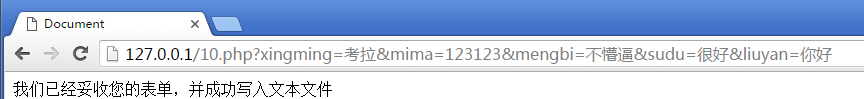 Document
127.0.0.1/10.php?xingming=考拉&mima=123123&mengbi=不懵逼&sudu=很好&liuyan=你好
我们已经妥收您的表单，并成功写入文本文件